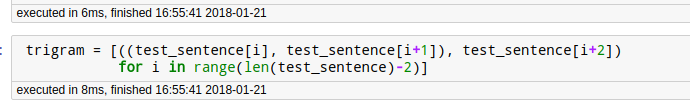 executed in 6ms, finished 16:55:41 2018-01-21
: trigram = [((test_sentence[i], test_sentence[i+1]), test_sentence[i+2])
for i in range(len(test_sentence)-2)]
executed in 8ms, finished 16:55:41 2018-01-21